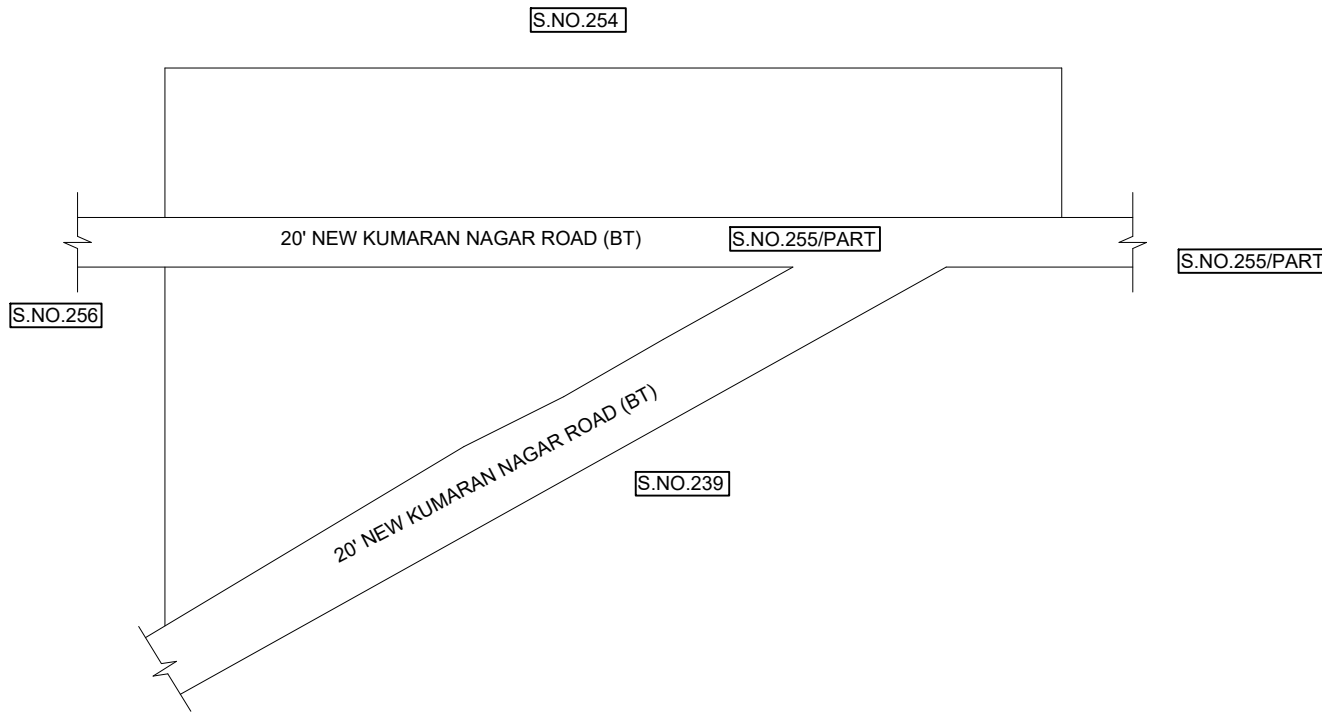 S.NO.254
20' NEW KUMARAN NAGAR ROAD (BT)
S.NO.255/PART
S.NO.255/PART
S.NO.256
20' NEW KUMARAN NAGAR ROAD (BT)
S.NO.239